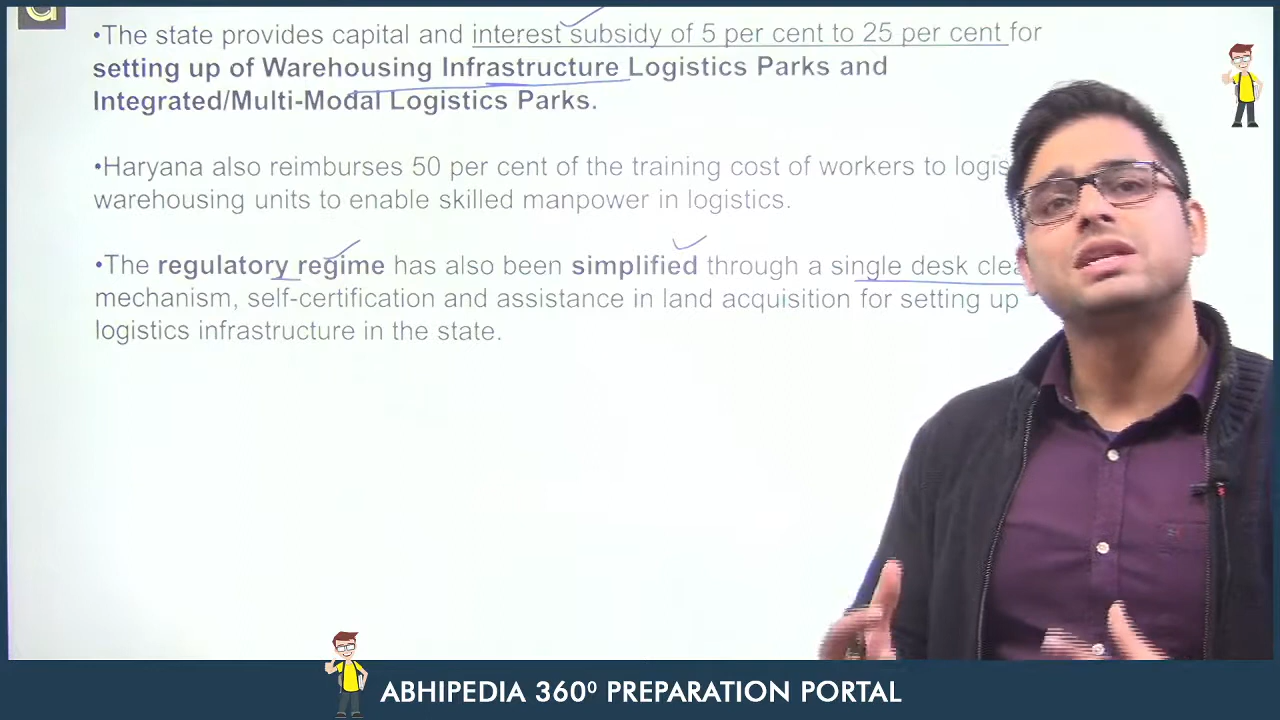 •The state provides capital and interest subsidy of 5 per cent to 25 per cent for
setting up of Warehousing Infrastructure Logistics Parks and
Integrated/Multi-Modal Logistics Parks.
•Haryana also reimburses 50 per cent of the training cost of workers to
warehousing units to enable skilled manpower in logistics.
•The regulatory regime has also been simplified through a single desk
mechanism, self-certification and assistance in land acquisition for setting up
logistics infrastructure in the state.
ABHIPEDIA 360⁰ PREPARATION PORTAL